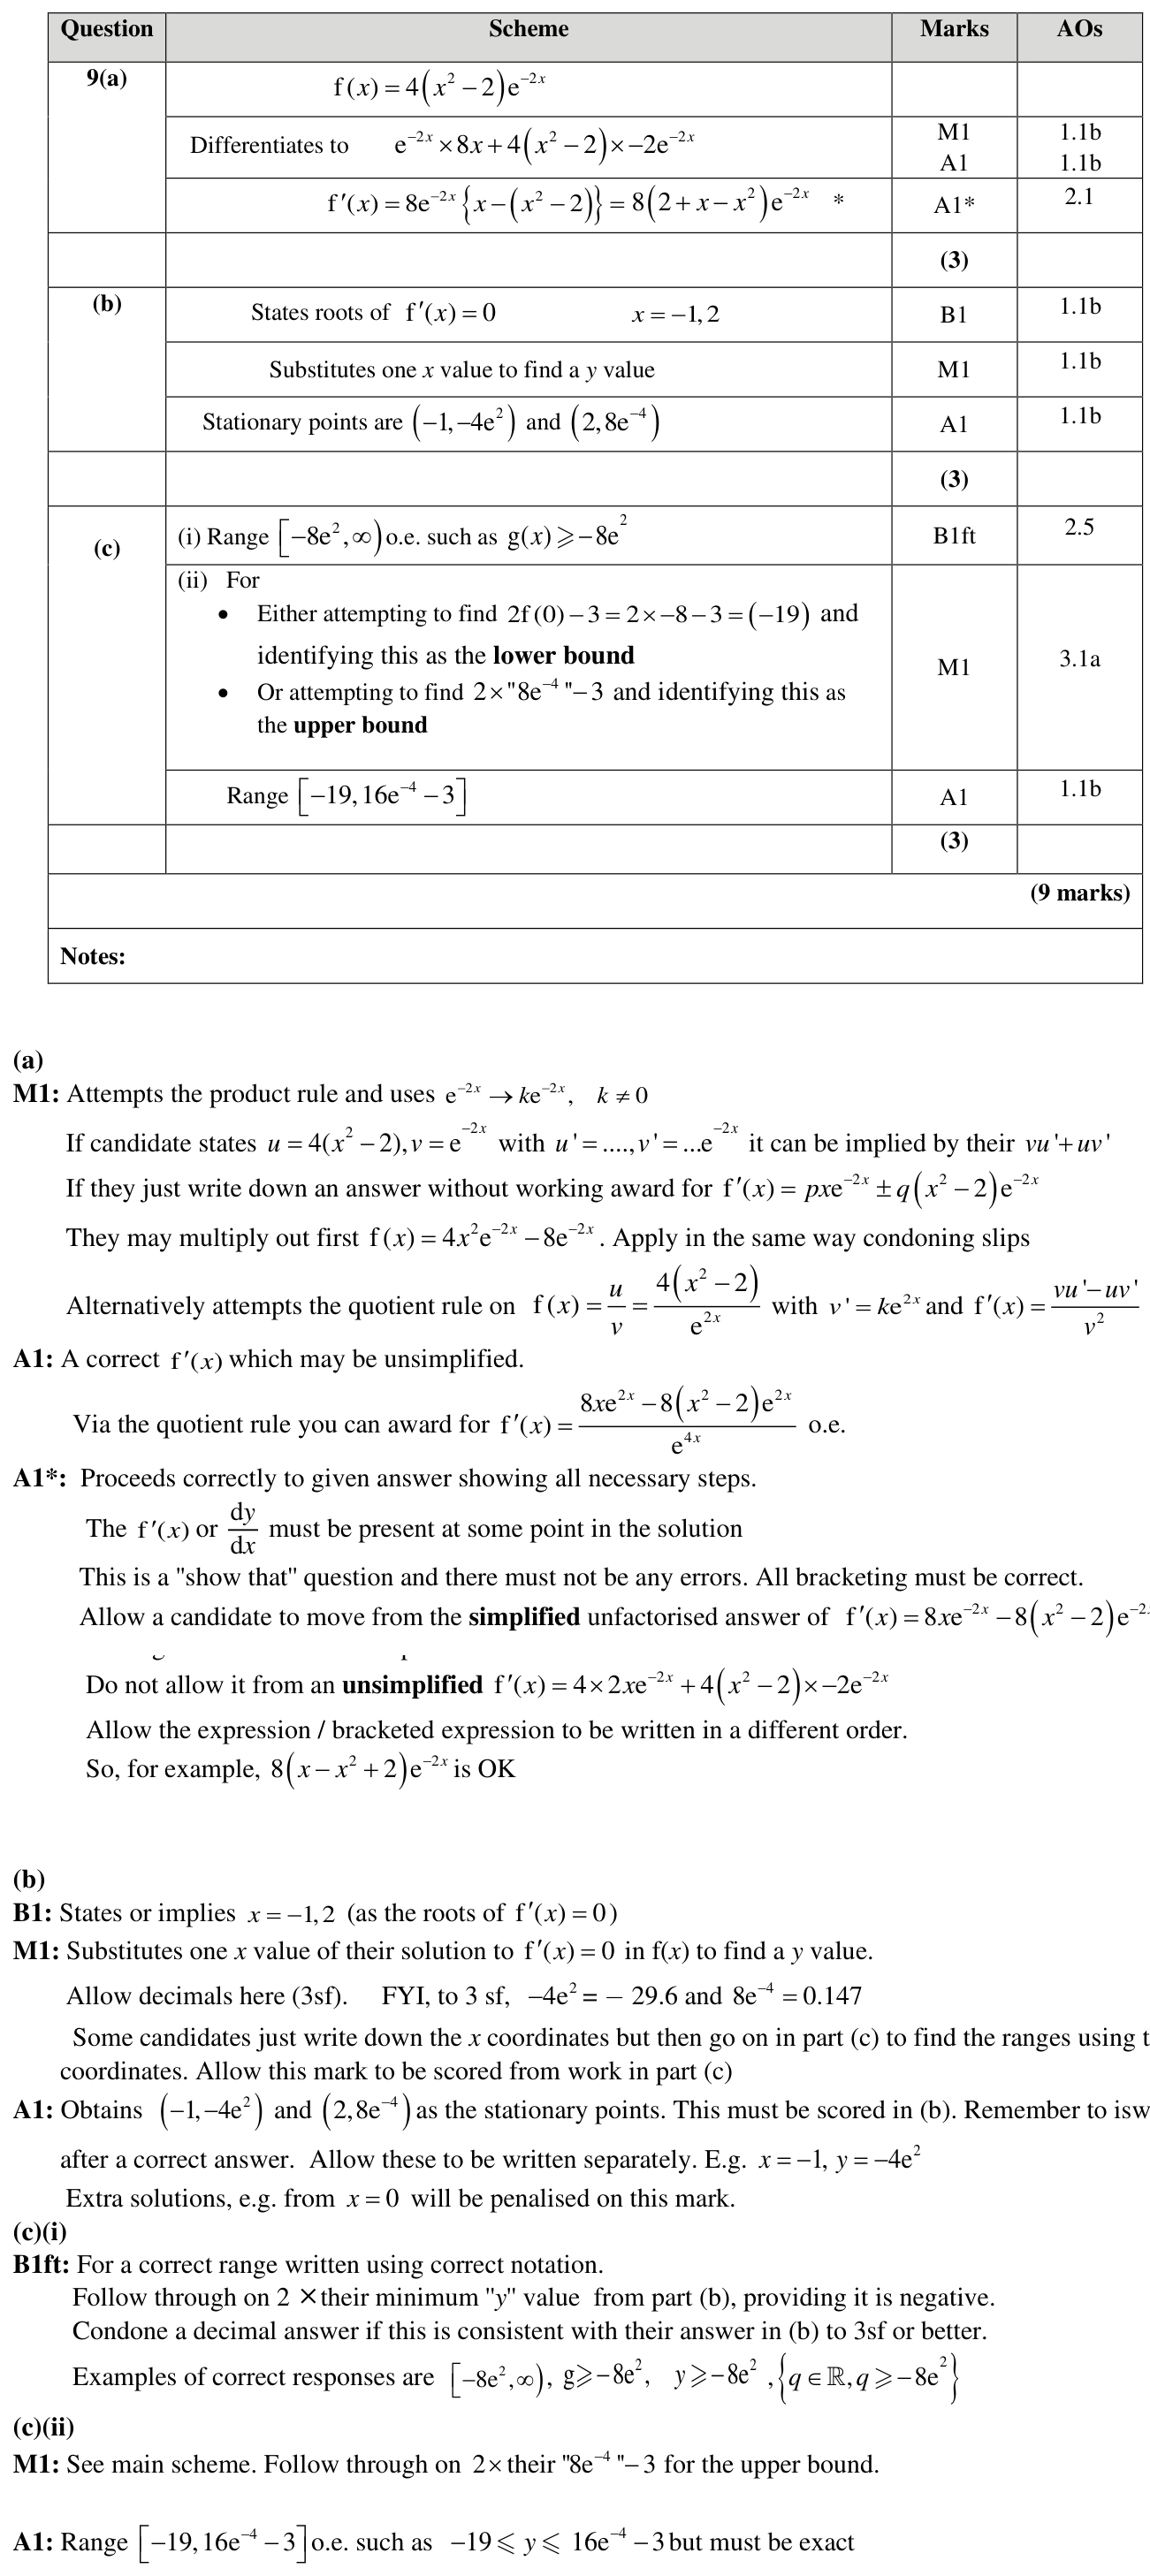 Question Scheme Marks AOs
9(a) f(x) = 4(x² − 2)e⁻²ˣ
Differentiates to e⁻²ˣ × 8x + 4(x² − 2) × −2e⁻²ˣ M1 A1 1.1b 1.1b
f′(x) = 8e⁻²ˣ{x − (x² − 2)} = 8(2 + x − x²)e⁻²ˣ * A1* 2.1
(3)
(b) States roots of f′(x) = 0 x = −1, 2 B1 1.1b
Substitutes one x value to find a y value M1 1.1b
Stationary points are (−1, −4e²) and (2, 8e⁻⁴) A1 1.1b
(3)
(c) (i) Range [−8e², ∞) o.e. such as g(x) ⩾ −8e² B1ft 2.5
(ii) For
• Either attempting to find 2f(0) − 3 = 2 × −8 − 3 = (−19) and
identifying this as the lower bound
M1 3.1a
• Or attempting to find 2 × "8e⁻⁴" − 3 and identifying this as
the upper bound
Range [−19, 16e⁻⁴ − 3] A1 1.1b
(3)
(9 marks)
Notes:
(a)
M1: Attempts the product rule and uses e⁻²ˣ → ke⁻²ˣ, k ≠ 0
If candidate states u = 4(x² − 2), v = e⁻²ˣ with u' = ...., v' = ...e⁻²ˣ it can be implied by their vu'+ uv'
If they just write down an answer without working award for f′(x) = pxe⁻²ˣ ± q(x² − 2)e⁻²ˣ
They may multiply out first f(x) = 4x²e⁻²ˣ − 8e⁻²ˣ. Apply in the same way condoning slips
Alternatively attempts the quotient rule on f(x) = u/v = 4(x² − 2)/e²ˣ with v' = ke²ˣ and f′(x) = (vu'− uv')/v²
A1: A correct f′(x) which may be unsimplified.
Via the quotient rule you can award for f′(x) = (8xe²ˣ − 8(x² − 2)e²ˣ)/e⁴ˣ o.e.
A1*: Proceeds correctly to given answer showing all necessary steps.
The f′(x) or dy/dx must be present at some point in the solution
This is a "show that" question and there must not be any errors. All bracketing must be correct.
Allow a candidate to move from the simplified unfactorised answer of f′(x) = 8xe⁻²ˣ − 8(x² − 2)e⁻²
Do not allow it from an unsimplified f′(x) = 4 × 2xe⁻²ˣ + 4(x² − 2) × −2e⁻²ˣ
Allow the expression / bracketed expression to be written in a different order.
So, for example, 8(x − x² + 2)e⁻²ˣ is OK
(b)
B1: States or implies x = −1, 2 (as the roots of f′(x) = 0)
M1: Substitutes one x value of their solution to f′(x) = 0 in f(x) to find a y value.
Allow decimals here (3sf). FYI, to 3 sf, −4e² = − 29.6 and 8e⁻⁴ = 0.147
Some candidates just write down the x coordinates but then go on in part (c) to find the ranges using t
coordinates. Allow this mark to be scored from work in part (c)
A1: Obtains (−1, −4e²) and (2, 8e⁻⁴) as the stationary points. This must be scored in (b). Remember to isw
after a correct answer. Allow these to be written separately. E.g. x = −1, y = −4e²
Extra solutions, e.g. from x = 0 will be penalised on this mark.
(c)(i)
B1ft: For a correct range written using correct notation.
Follow through on 2 × their minimum "y" value from part (b), providing it is negative.
Condone a decimal answer if this is consistent with their answer in (b) to 3sf or better.
Examples of correct responses are [−8e², ∞), g ⩾ −8e², y ⩾ −8e², {q ∈ ℝ, q ⩾ −8e²}
(c)(ii)
M1: See main scheme. Follow through on 2 × their "8e⁻⁴" − 3 for the upper bound.
A1: Range [−19, 16e⁻⁴ − 3] o.e. such as −19 ⩽ y ⩽ 16e⁻⁴ − 3 but must be exact